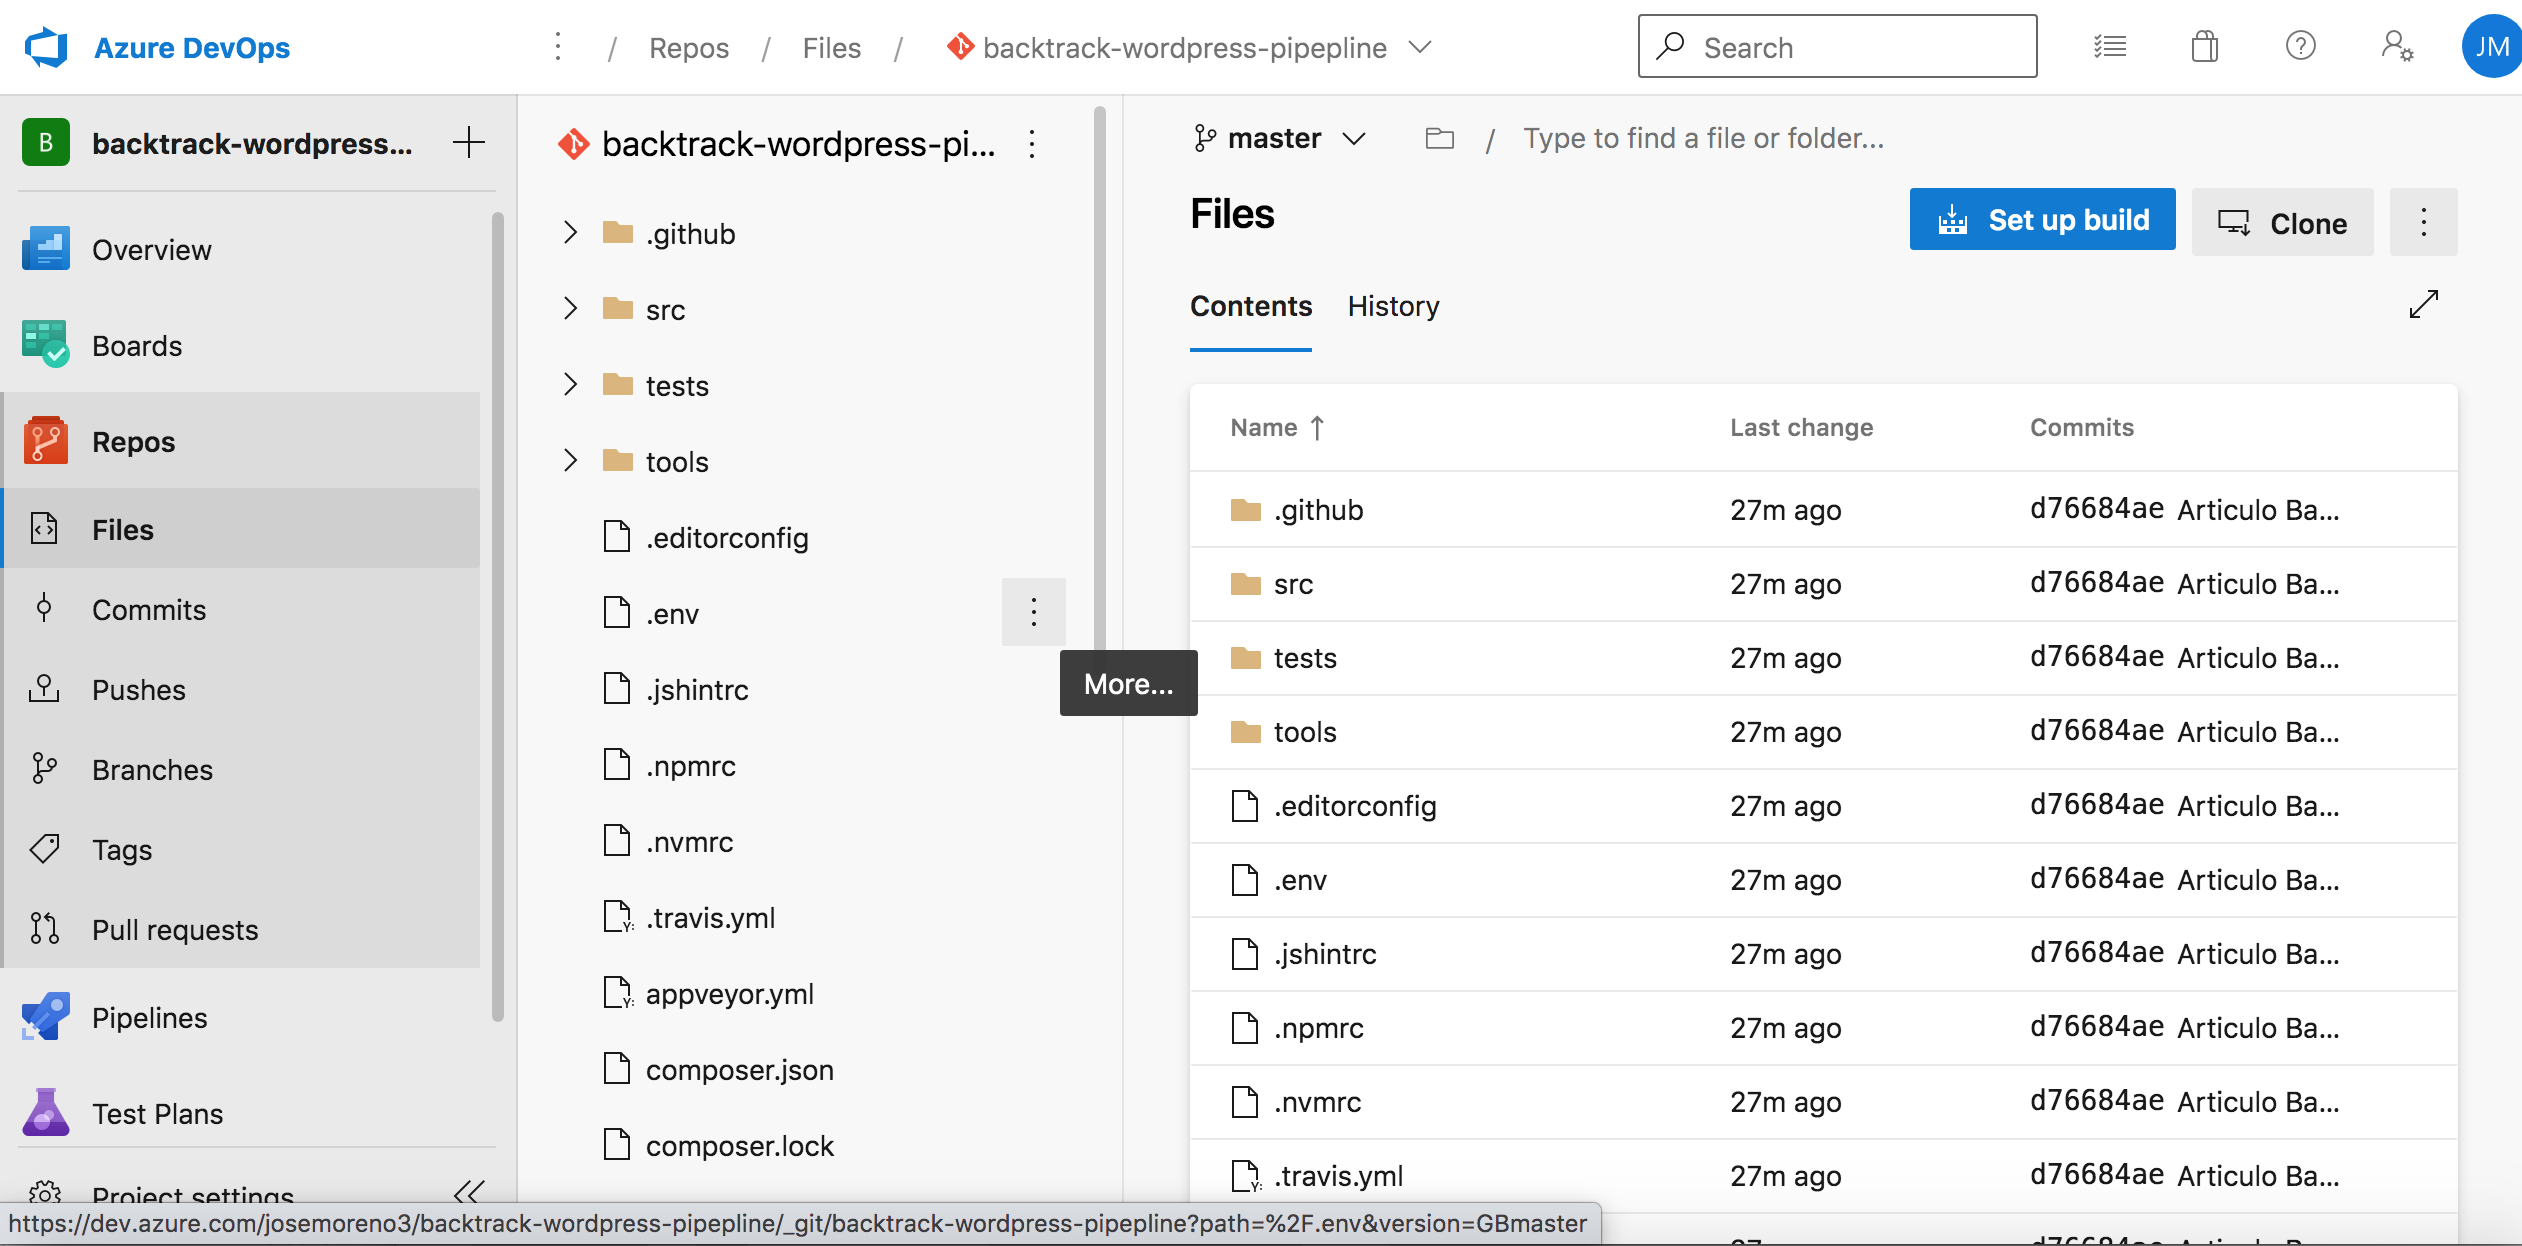 Azure DevOps
/ Repos / Files / backtrack-wordpress-pipepline
Search
JM
B backtrack-wordpress...
Overview
Boards
Repos
Files
Commits
Pushes
Branches
Tags
Pull requests
Pipelines
Test Plans
Project settings
backtrack-wordpress-pi...
.github
src
tests
tools
.editorconfig
.env
.jshintrc
.npmrc
.nvmrc
.travis.yml
appveyor.yml
composer.json
composer.lock
More...
master / Type to find a file or folder...
Files
Set up build
Clone
Contents History
Name Last change Commits
.github 27m ago d76684ae Articulo Ba...
src 27m ago d76684ae Articulo Ba...
tests 27m ago d76684ae Articulo Ba...
tools 27m ago d76684ae Articulo Ba...
.editorconfig 27m ago d76684ae Articulo Ba...
.env 27m ago d76684ae Articulo Ba...
.jshintrc 27m ago d76684ae Articulo Ba...
.npmrc 27m ago d76684ae Articulo Ba...
.nvmrc 27m ago d76684ae Articulo Ba...
.travis.yml 27m ago d76684ae Articulo Ba...
https://dev.azure.com/josemoreno3/backtrack-wordpress-pipepline/_git/backtrack-wordpress-pipepline?path=%2F.env&version=GBmaster